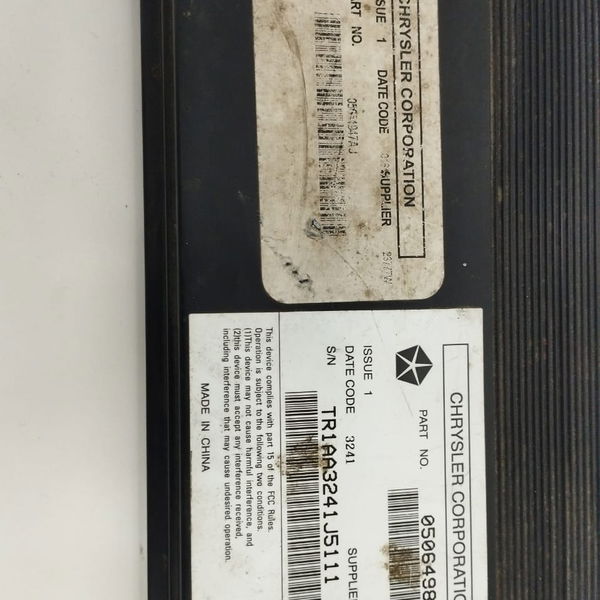 CHRYSLER CORPORATION
ISSUE 1 DATE CODE SUPPLIER
PART NO.
CHRYSLER CORPORATIO
PART NO. 0506498
ISSUE 1
DATE CODE 3241 SUPPLIE
S/N TR1AA3241J5111
This device complies with part 15 of the FCC Rules.
Operation is subject to the following two conditions.
(1)This device may not cause harmful interference, and
(2)this device must accept any interference received,
including interference that may cause undesired operation.
MADE IN CHINA